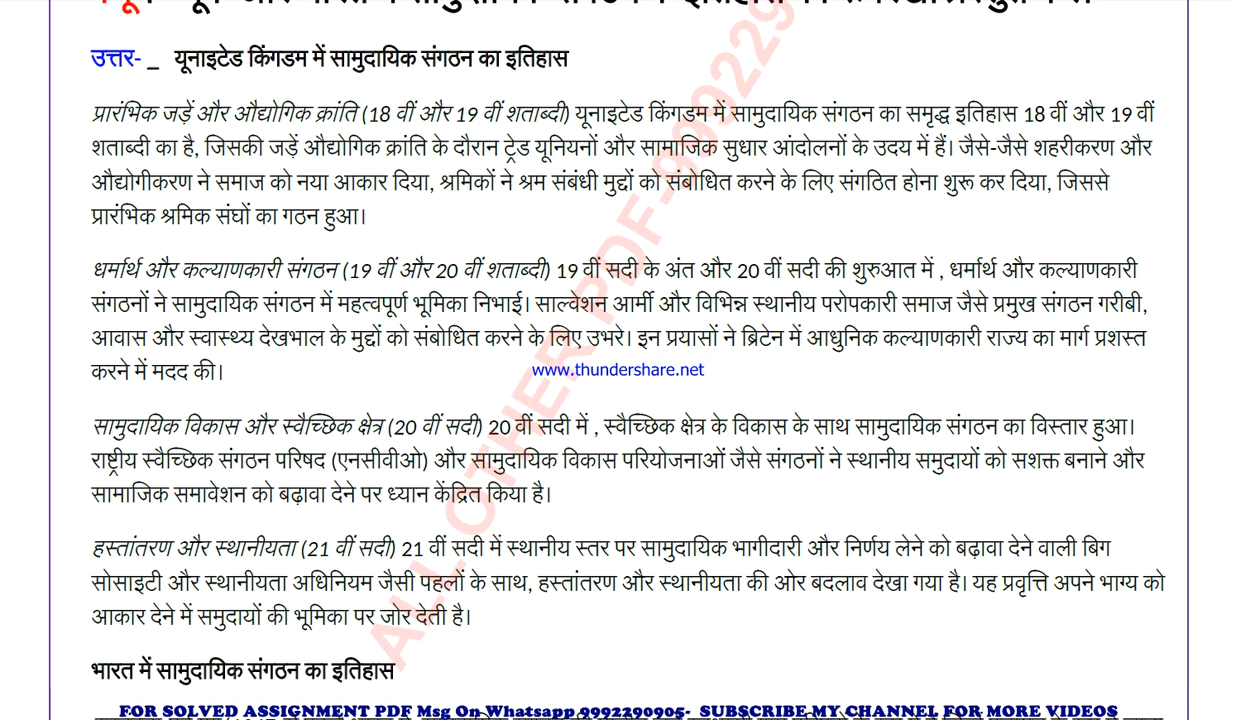 उत्तर- _ यूनाइटेड किंगडम में सामुदायिक संगठन का इतिहास
प्रारंभिक जड़ें और औद्योगिक क्रांति (18 वीं और 19 वीं शताब्दी) यूनाइटेड किंगडम में सामुदायिक संगठन का समृद्ध इतिहास 18 वीं और 19 वीं
शताब्दी का है, जिसकी जड़ें औद्योगिक क्रांति के दौरान ट्रेड यूनियनों और सामाजिक सुधार आंदोलनों के उदय में हैं। जैसे-जैसे शहरीकरण और
औद्योगीकरण ने समाज को नया आकार दिया, श्रमिकों ने श्रम संबंधी मुद्दों को संबोधित करने के लिए संगठित होना शुरू कर दिया, जिससे
प्रारंभिक श्रमिक संघों का गठन हुआ।
धर्मार्थ और कल्याणकारी संगठन (19 वीं और 20 वीं शताब्दी) 19 वीं सदी के अंत और 20 वीं सदी की शुरुआत में , धर्मार्थ और कल्याणकारी
संगठनों ने सामुदायिक संगठन में महत्वपूर्ण भूमिका निभाई। साल्वेशन आर्मी और विभिन्न स्थानीय परोपकारी समाज जैसे प्रमुख संगठन गरीबी,
आवास और स्वास्थ्य देखभाल के मुद्दों को संबोधित करने के लिए उभरे। इन प्रयासों ने ब्रिटेन में आधुनिक कल्याणकारी राज्य का मार्ग प्रशस्त
करने में मदद की।
www.thundershare.net
सामुदायिक विकास और स्वैच्छिक क्षेत्र (20 वीं सदी) 20 वीं सदी में , स्वैच्छिक क्षेत्र के विकास के साथ सामुदायिक संगठन का विस्तार हुआ।
राष्ट्रीय स्वैच्छिक संगठन परिषद (एनसीवीओ) और सामुदायिक विकास परियोजनाओं जैसे संगठनों ने स्थानीय समुदायों को सशक्त बनाने और
सामाजिक समावेशन को बढ़ावा देने पर ध्यान केंद्रित किया है।
हस्तांतरण और स्थानीयता (21 वीं सदी) 21 वीं सदी में स्थानीय स्तर पर सामुदायिक भागीदारी और निर्णय लेने को बढ़ावा देने वाली बिग
सोसाइटी और स्थानीयता अधिनियम जैसी पहलों के साथ, हस्तांतरण और स्थानीयता की ओर बदलाव देखा गया है। यह प्रवृत्ति अपने भाग्य को
आकार देने में समुदायों की भूमिका पर जोर देती है।
भारत में सामुदायिक संगठन का इतिहास
FOR SOLVED ASSIGNMENT PDF Msg On Whatsapp 9992290905- SUBSCRIBE MY CHANNEL FOR MORE VIDEOS
ALL OTHER PDF-999229